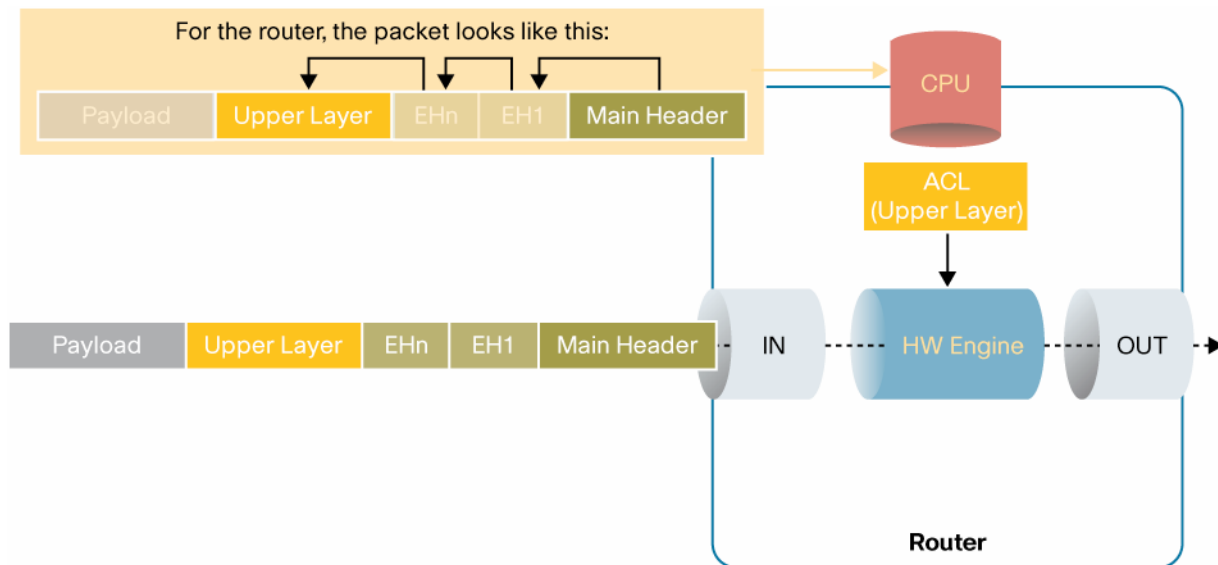 For the router, the packet looks like this:
Payload Upper Layer EHn EH1 Main Header
CPU
ACL
(Upper Layer)
Payload Upper Layer EHn EH1 Main Header IN HW Engine OUT
Router